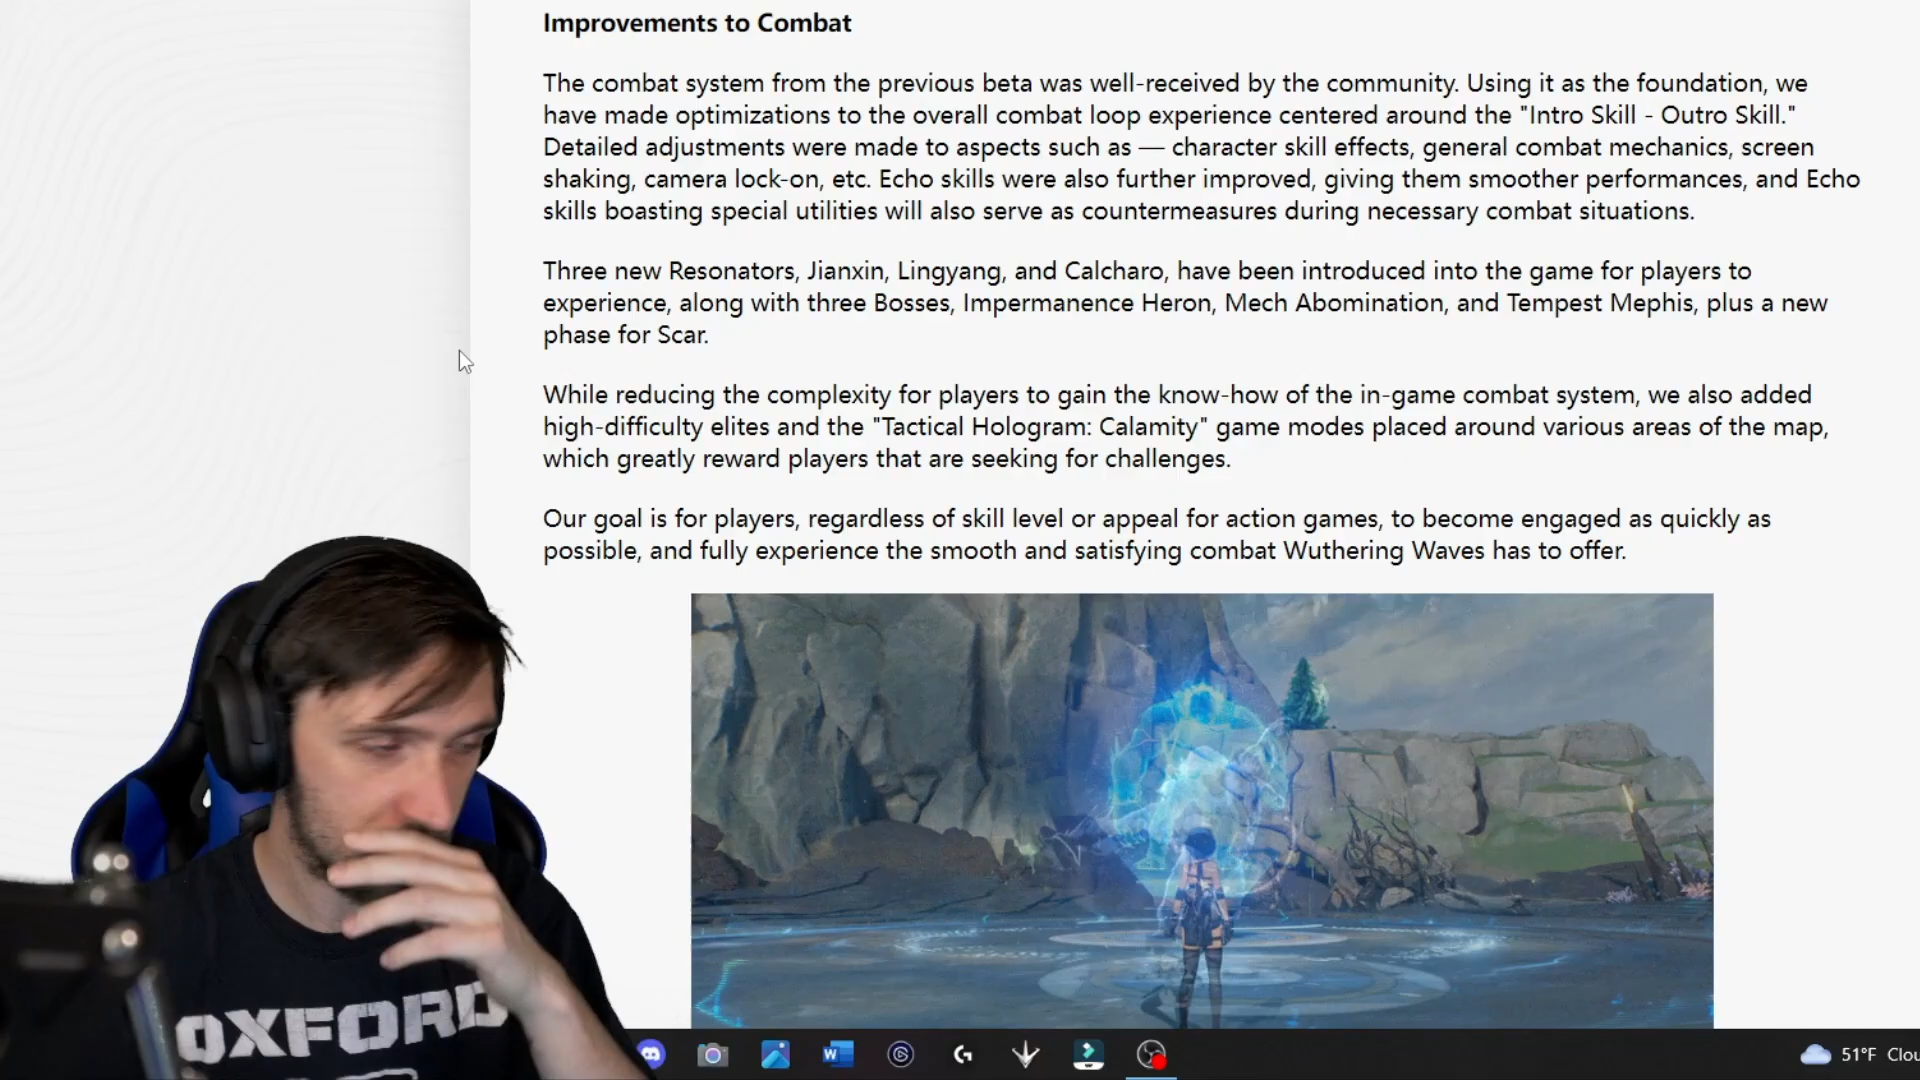 Improvements to Combat
The combat system from the previous beta was well-received by the community. Using it as the foundation, we
have made optimizations to the overall combat loop experience centered around the "Intro Skill - Outro Skill."
Detailed adjustments were made to aspects such as — character skill effects, general combat mechanics, screen
shaking, camera lock-on, etc. Echo skills were also further improved, giving them smoother performances, and Echo
skills boasting special utilities will also serve as countermeasures during necessary combat situations.
Three new Resonators, Jianxin, Lingyang, and Calcharo, have been introduced into the game for players to
experience, along with three Bosses, Impermanence Heron, Mech Abomination, and Tempest Mephis, plus a new
phase for Scar.
While reducing the complexity for players to gain the know-how of the in-game combat system, we also added
high-difficulty elites and the "Tactical Hologram: Calamity" game modes placed around various areas of the map,
which greatly reward players that are seeking for challenges.
Our goal is for players, regardless of skill level or appeal for action games, to become engaged as quickly as
possible, and fully experience the smooth and satisfying combat Wuthering Waves has to offer.
OXFORD
51°F Clou